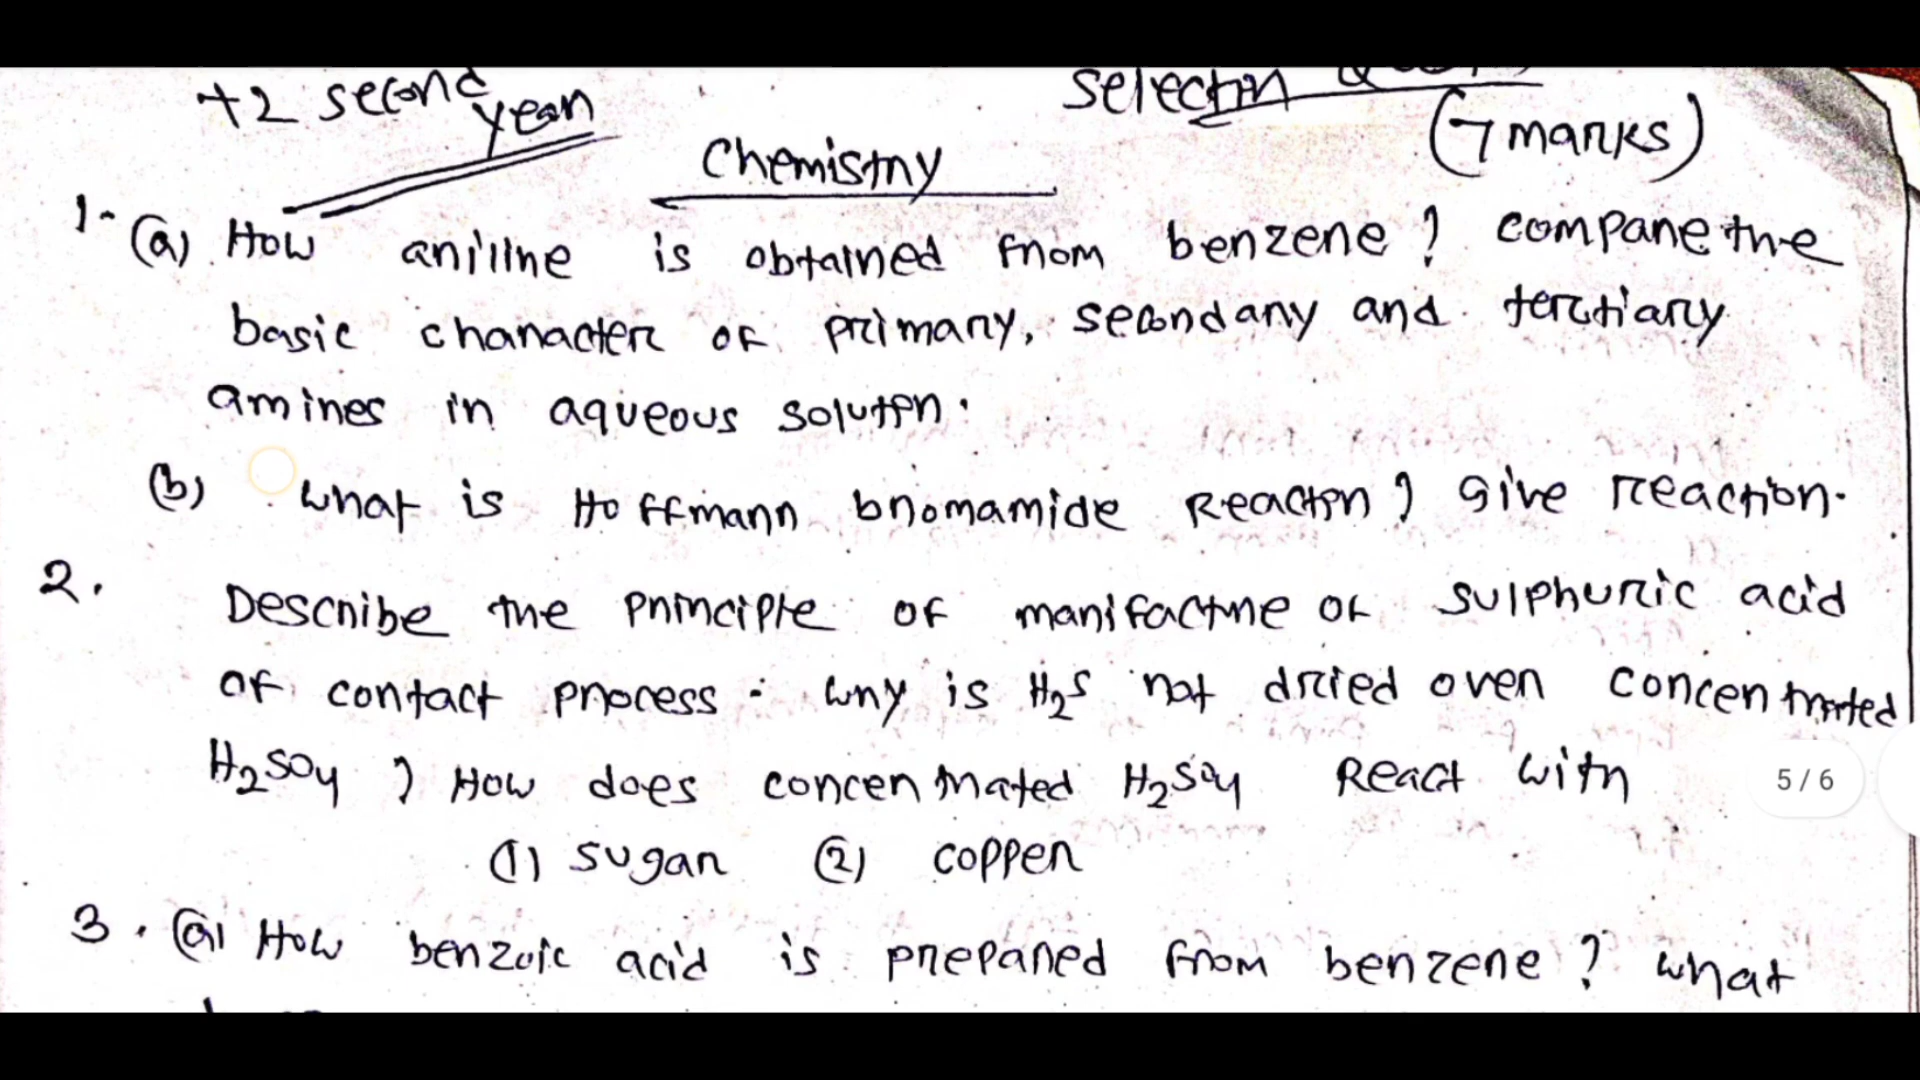 +2 second year
Selection
(7 marks)
Chemistry
1- (a) How aniline is obtained from benzene ? compare the
basic character of primary, secondary and tertiary
amines in aqueous solution.
(b) what is Hoffmann bromamide Reaction ? Give reaction.
2. Describe the principle of manifacture of sulphuric acid
of contact process . why is H2S not dried over concentrated
H2SO4 ? How does concentrated H2SO4 React with
(1) sugar (2) copper
5 / 6
3. (a) How benzoic acid is prepared from benzene ? what